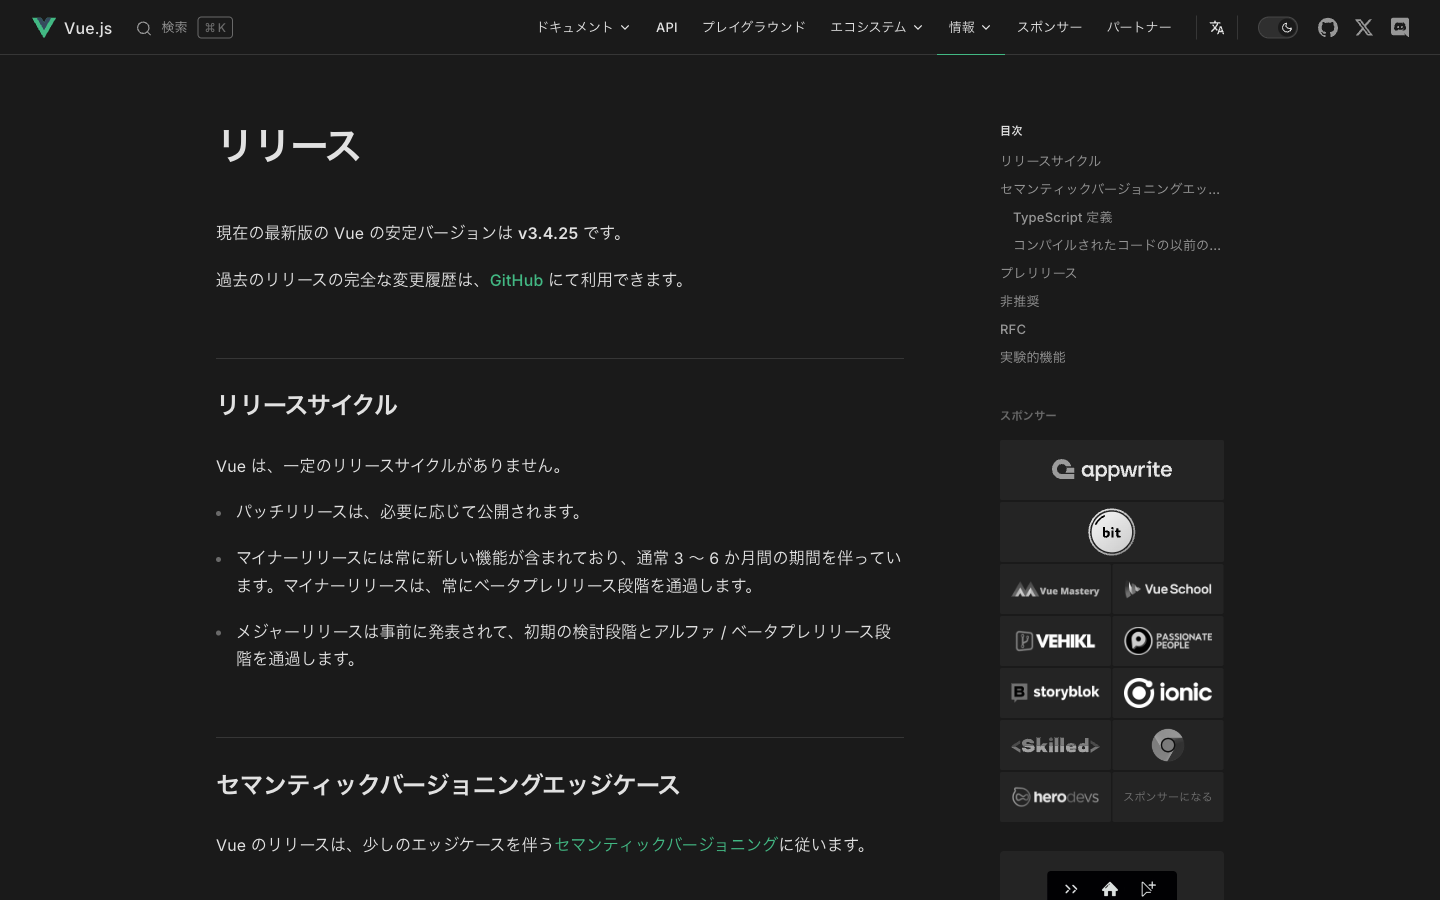 Vue.js
検索
⌘ K
ドキュメント
API
プレイグラウンド
エコシステム
情報
スポンサー
パートナー
リリース
現在の最新版の Vue の安定バージョンは v3.4.25 です。
過去のリリースの完全な変更履歴は、GitHub にて利用できます。
リリースサイクル
Vue は、一定のリリースサイクルがありません。
パッチリリースは、必要に応じて公開されます。
マイナーリリースには常に新しい機能が含まれており、通常 3 〜 6 か月間の期間を伴ってい
ます。マイナーリリースは、常にベータプレリリース段階を通過します。
メジャーリリースは事前に発表されて、初期の検討段階とアルファ / ベータプレリリース段
階を通過します。
セマンティックバージョニングエッジケース
Vue のリリースは、少しのエッジケースを伴うセマンティックバージョニングに従います。
目次
リリースサイクル
セマンティックバージョニングエッ...
TypeScript 定義
コンパイルされたコードの以前の...
プレリリース
非推奨
RFC
実験的機能
スポンサー
appwrite
bit
Vue Mastery
Vue School
VEHIKL
PASSIONATE
PEOPLE
storyblok
ionic
<Skilled>
herodevs
スポンサーになる